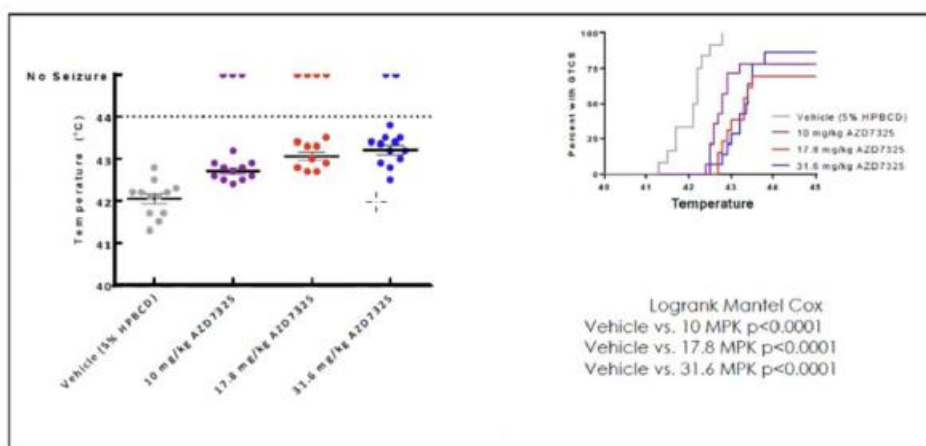 No Seizure
44
43
42
41
40
Temperature (°C)
Vehicle (5% HPBCD)
10 mg/kg AZD7325
17.8 mg/kg AZD7325
31.6 mg/kg AZD7325
100
75
50
25
0
Percent with GTCS
40 41 42 43 44 45
Temperature
Vehicle (5% HPBCD)
10 mg/kg AZD7325
17.8 mg/kg AZD7325
31.6 mg/kg AZD7325
Logrank Mantel Cox
Vehicle vs. 10 MPK p<0.0001
Vehicle vs. 17.8 MPK p<0.0001
Vehicle vs. 31.6 MPK p<0.0001